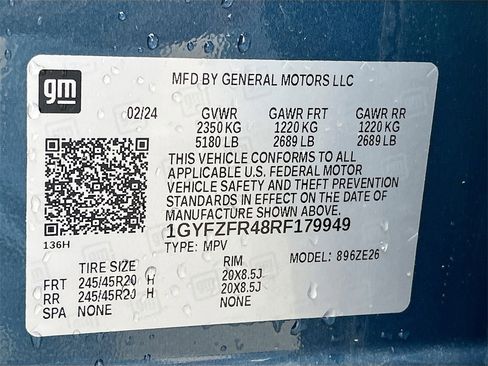 gm
MFD BY GENERAL MOTORS LLC
02/24 GVWR GAWR FRT GAWR RR
2350 KG 1220 KG 1220 KG
5180 LB 2689 LB 2689 LB
THIS VEHICLE CONFORMS TO ALL
APPLICABLE U.S. FEDERAL MOTOR
VEHICLE SAFETY AND THEFT PREVENTION
STANDARDS IN EFFECT ON THE DATE OF
MANUFACTURE SHOWN ABOVE.
1GYFZFR48RF179949
136H
TYPE: MPV MODEL: 896ZE26
TIRE SIZE RIM
FRT 245/45R20 H 20X8.5J
RR 245/45R20 H 20X8.5J
SPA NONE NONE